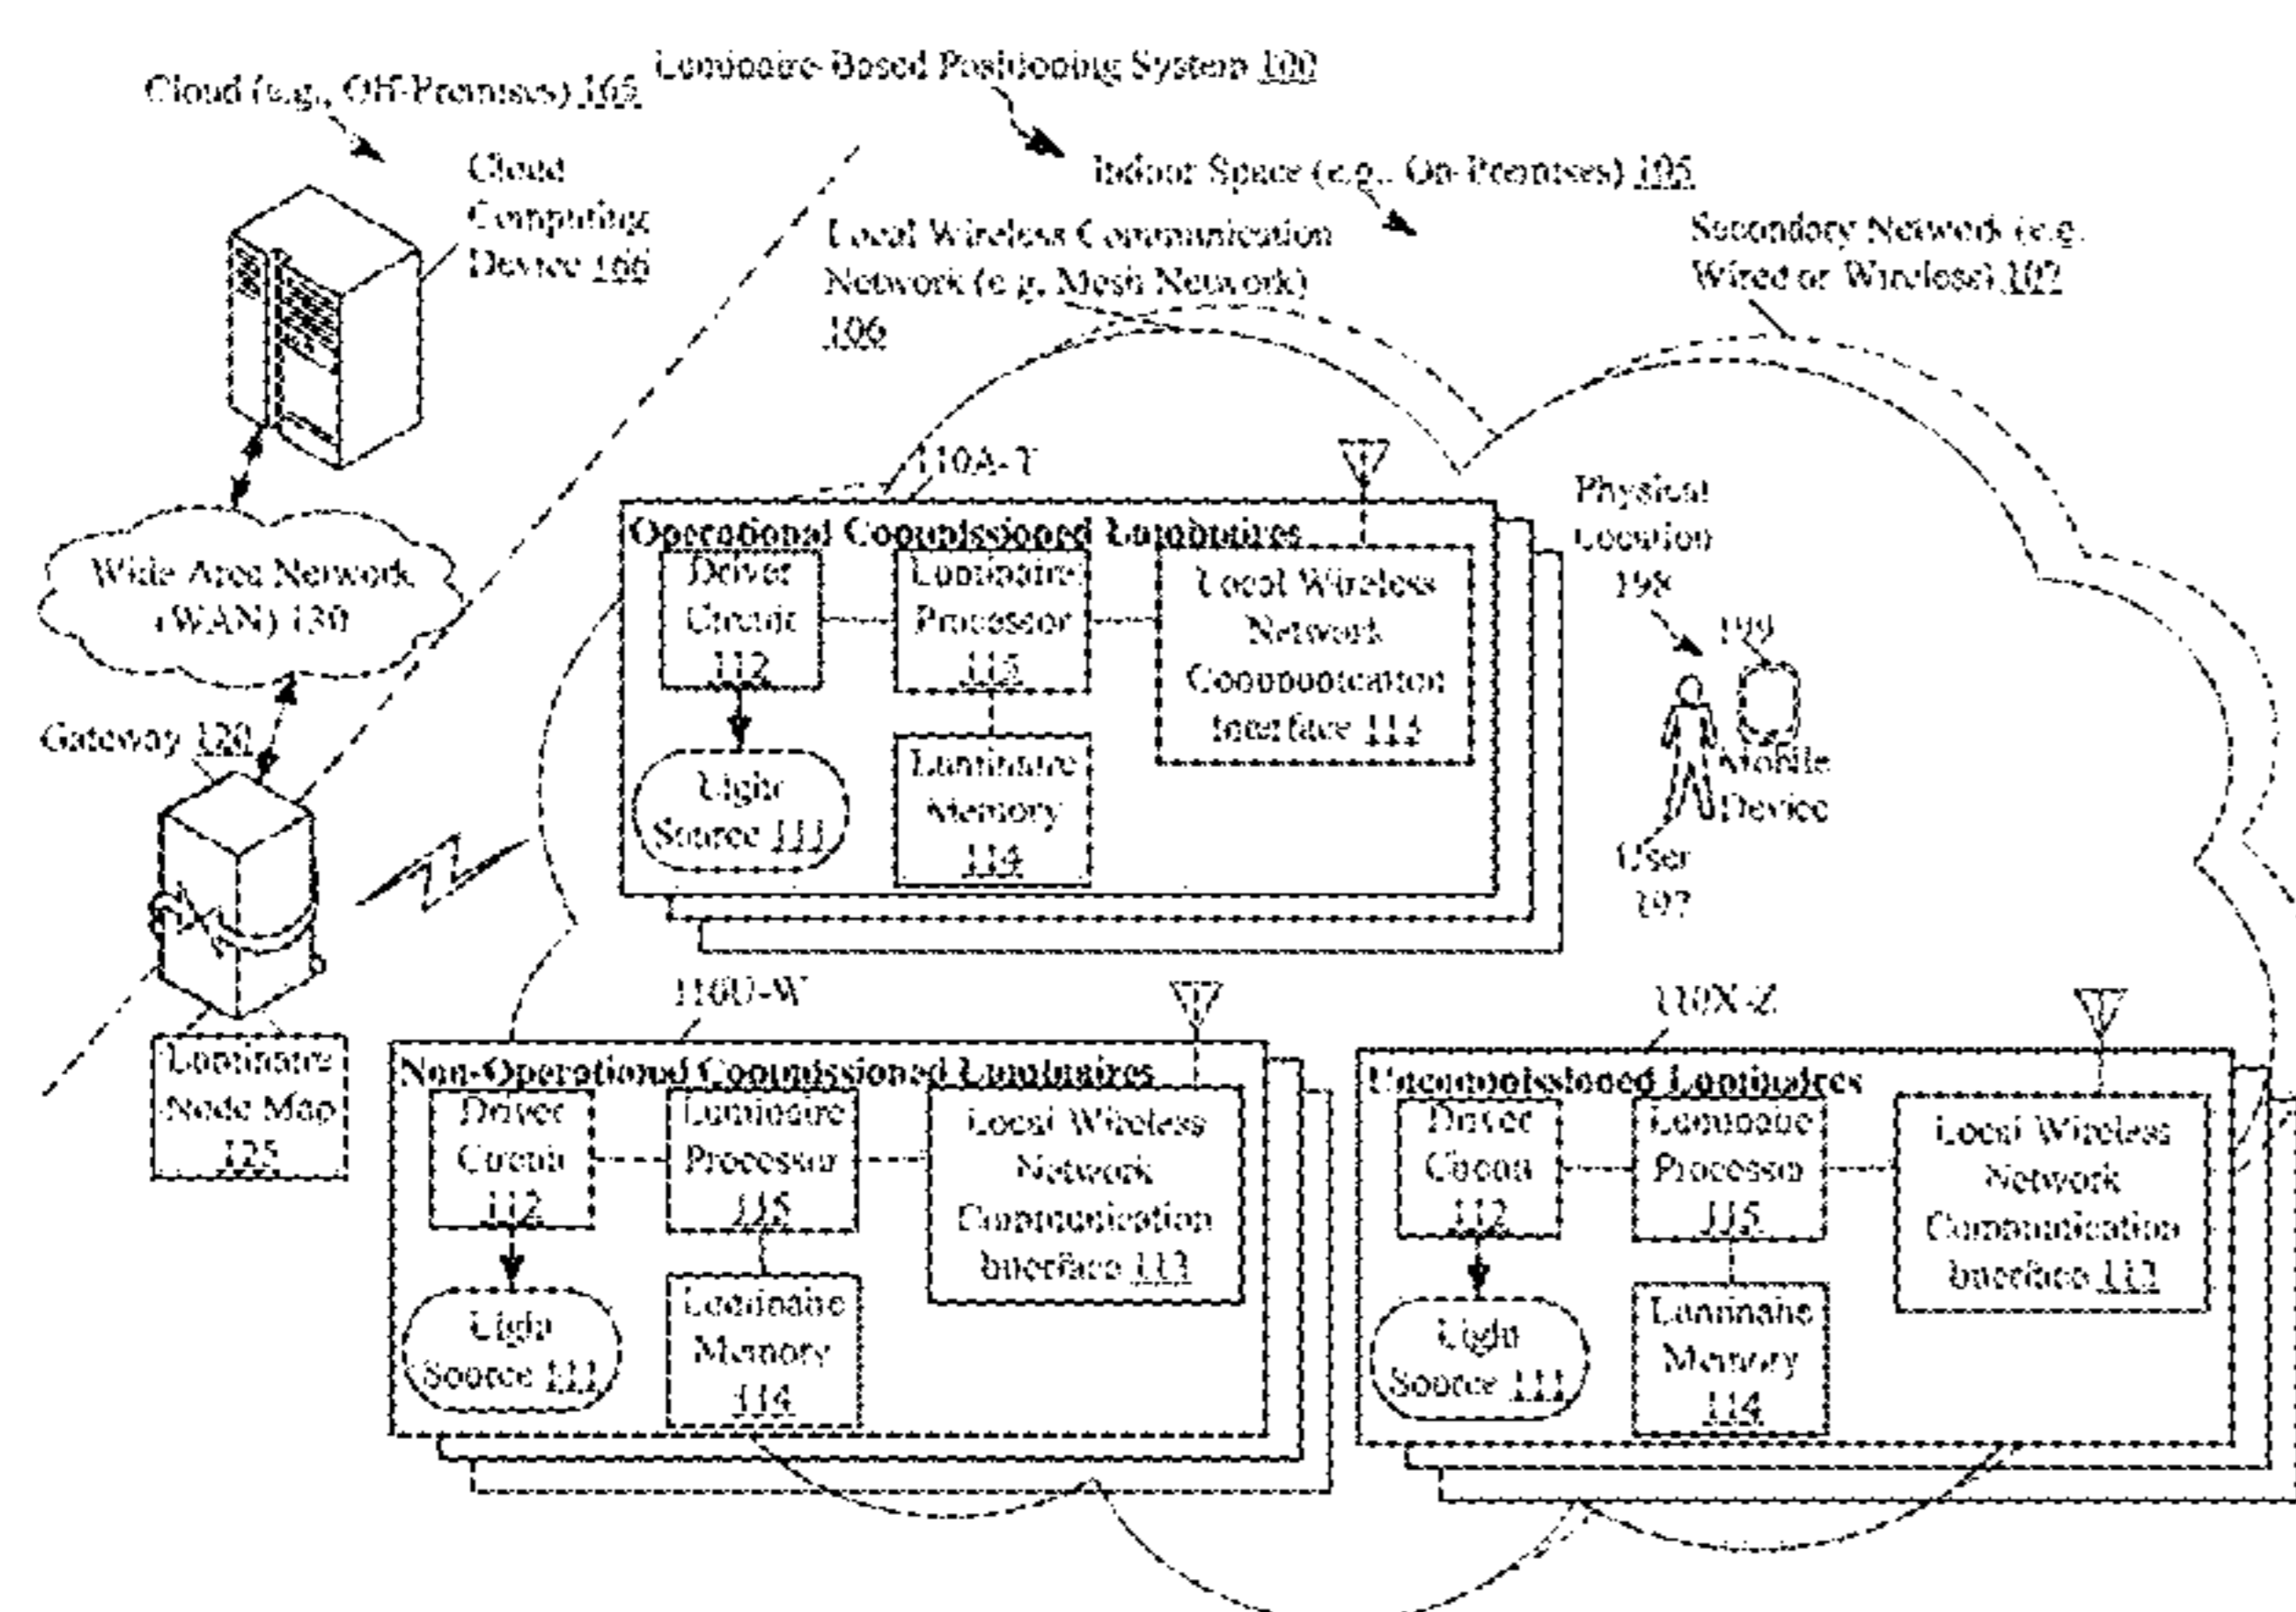 Luminaire-Based Positioning System 100
Cloud (e.g., Off-Premises) 165
Cloud
Computing
Device 166
Indoor Space (e.g., On-Premises) 105
Local Wireless Communication
Network (e.g. Mesh Network)
106
Secondary Network (e.g.
Wired or Wireless) 107
Wide Area Network
(WAN) 130
Gateway 120
Luminaire
Node Map
125
110A-T
Operational Commissioned Luminaires
Driver
Circuit
112
Luminaire
Processor
115
Local Wireless
Network
Communication
Interface 113
Light
Source 111
Luminaire
Memory
114
Physical
Location
198
199
Mobile
Device
User
197
110U-W
Non-Operational Commissioned Luminaires
Driver
Circuit
112
Luminaire
Processor
115
Local Wireless
Network
Communication
Interface 113
Light
Source 111
Luminaire
Memory
114
110X-Z
Uncommissioned Luminaires
Driver
Circuit
112
Luminaire
Processor
115
Local Wireless
Network
Communication
Interface 113
Light
Source 111
Luminaire
Memory
114